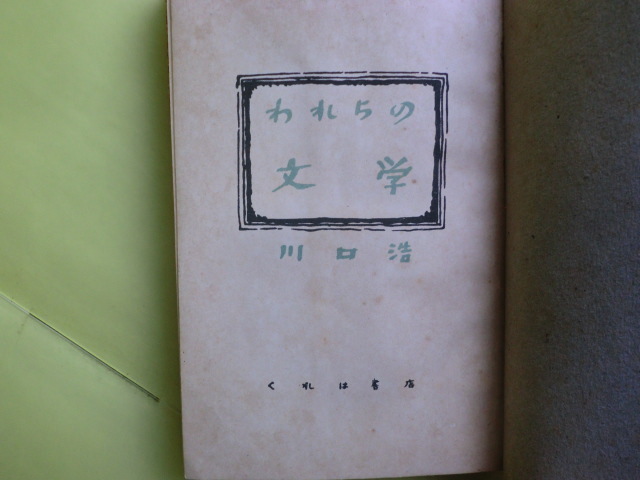 われらの
文学
川口浩
くれは書店